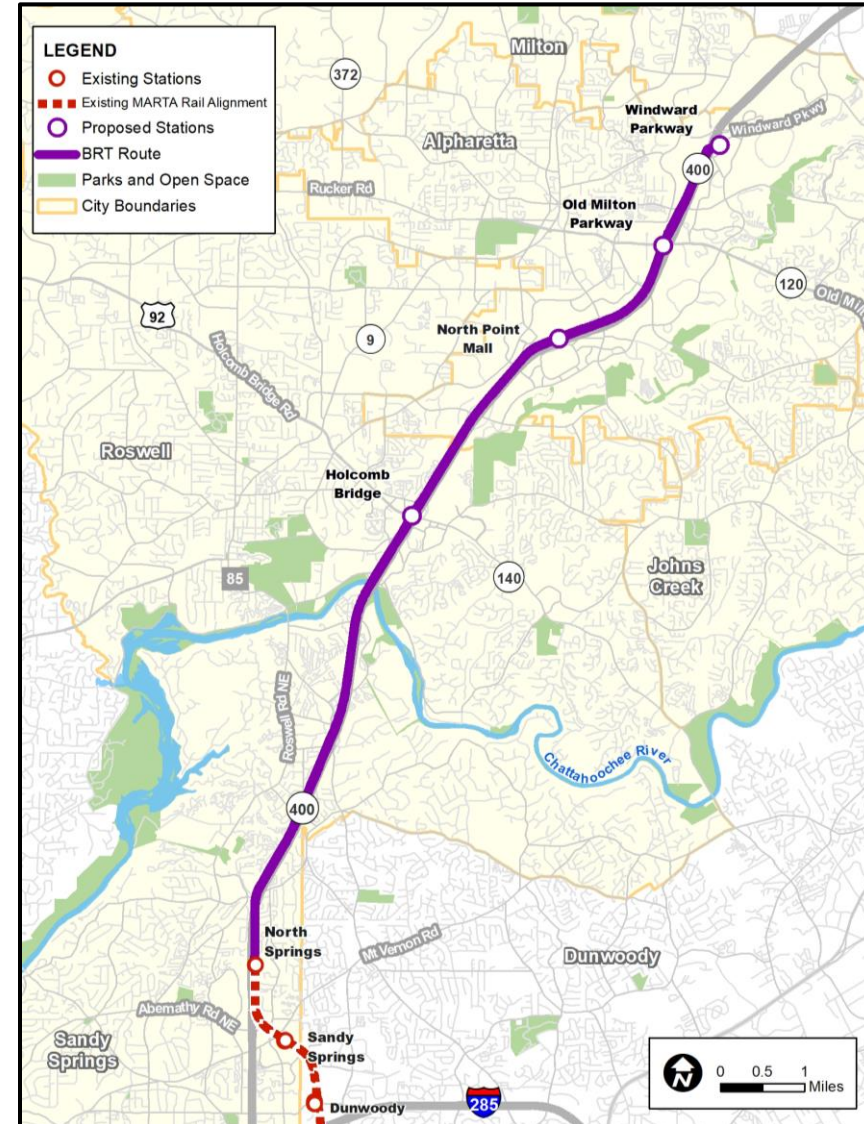 LEGEND
Existing Stations
Existing MARTA Rail Alignment
Proposed Stations
BRT Route
Parks and Open Space
City Boundaries
Milton
372
Windward
Parkway
Windward Pkwy
Alpharetta
400
Rucker Rd
Old Milton
Parkway
120
Old Mil
92
9
North Point
Mall
Holcomb Bridge Rd
Roswell
Holcomb
Bridge
85
140
Johns
Creek
Roswell Rd NE
Chattahoochee River
400
North
Springs
Mt Vernon Rd
Dunwoody
Abernathy Rd NE
Sandy
Springs
Sandy
Springs
Dunwoody
285
N
0 0.5 1
Miles